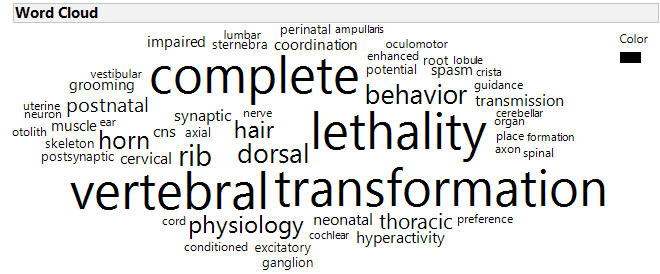 Word Cloud
Color
lumbar perinatal ampullaris
impaired sternebra coordination oculomotor
enhanced root lobule
vestibular complete potential spasm crista
grooming behavior guidance
uterine postnatal transmission
neuron synaptic nerve lethality cerebellar
otolith muscle ear organ
skeleton horn cns axial hair place formation
postsynaptic cervical rib dorsal axon spinal
vertebral transformation
cord physiology neonatal thoracic preference
cochlear hyperactivity
conditioned excitatory
ganglion